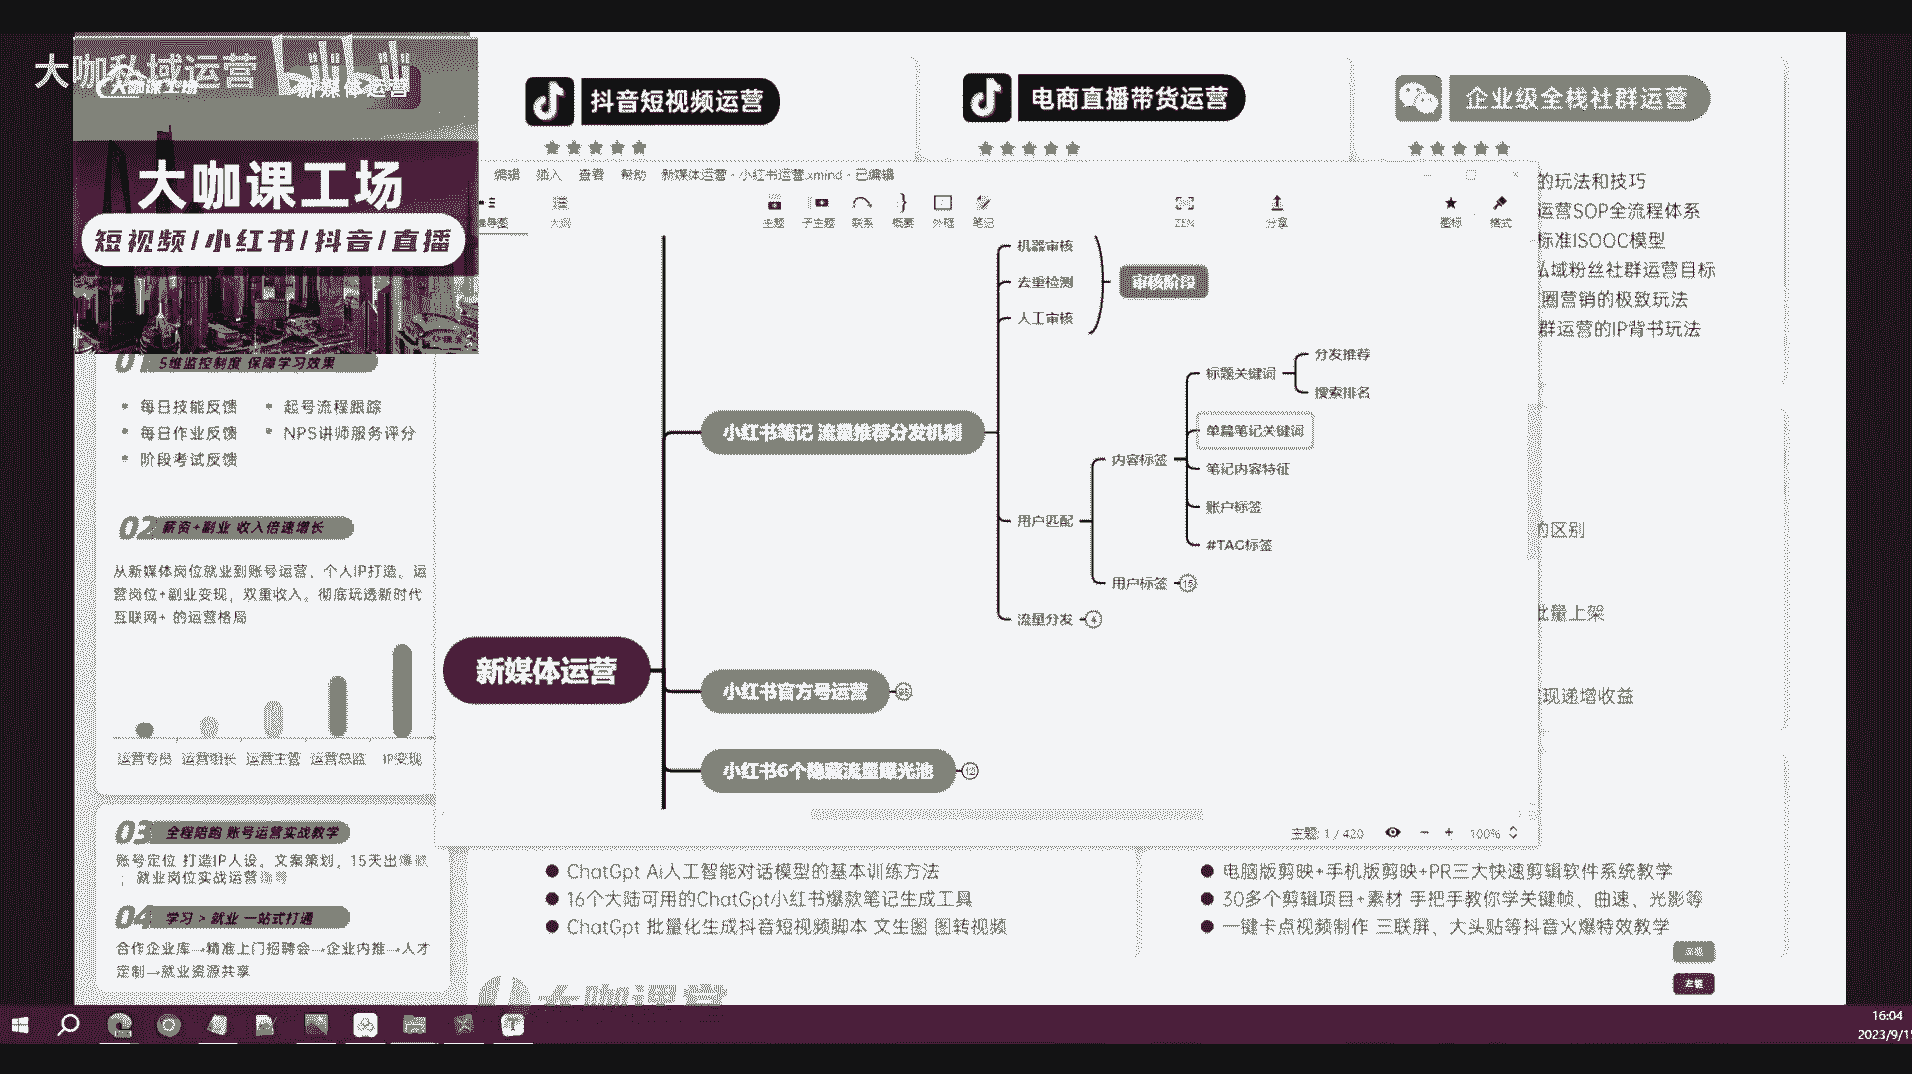 大咖私域运营
大咖课工场
新媒体运营
大咖课工场
短视频/小红书/抖音/直播
抖音短视频运营
电商直播带货运营
企业级全栈社群运营
编辑 插入 查看 帮助 新媒体运营 - 小红书运营.xmind - 已编辑
大纲
主题 子主题 联系 概要 外框 笔记
ZEN
分享
图标 格式
机器审核
去重检测
人工审核
审核阶段
小红书笔记 流量推荐分发机制
用户匹配
内容标签
标题关键词
分发推荐
搜索排名
单篇笔记关键词
笔记内容特征
账户标签
#TAG标签
用户标签 15
流量分发 4
新媒体运营
小红书官方号运营
小红书6个隐藏流量曝光池 12
主题: 1 / 420
100%
的玩法和技巧
运营SOP全流程体系
标准ISOOC模型
私域粉丝社群运营目标
圈营销的极致玩法
群运营的IP背书玩法
的区别
批量上架
现递增收益
01 5维监控制度 保障学习效果
每日技能反馈
起号流程跟踪
每日作业反馈
NPS讲师服务评分
阶段考试反馈
02 薪资+副业 收入倍速增长
从新媒体岗位就业到账号运营、个人IP打造。运
营岗位+副业变现，双重收入。彻底玩透新时代
互联网+ 的运营格局
运营专员 运营组长 运营主管 运营总监 IP变现
03 全程陪跑 账号运营实战教学
账号定位 打造IP人设。文案策划，15天出爆款
；就业岗位实战运营
04 学习 > 就业 一站式打通
合作企业库→精准上门招聘会→企业内推→人才
定制→就业资源共享
ChatGpt Ai人工智能对话模型的基本训练方法
16个大陆可用的ChatGpt小红书爆款笔记生成工具
ChatGpt 批量化生成抖音短视频脚本 文生图 图转视频
电脑版剪映+手机版剪映+PR三大快速剪辑软件系统教学
30多个剪辑项目+素材 手把手教你学关键帧、曲速、光影等
一键卡点视频制作 三联屏、大头贴等抖音火爆特效教学
大咖课堂
16:04
2023/9/1